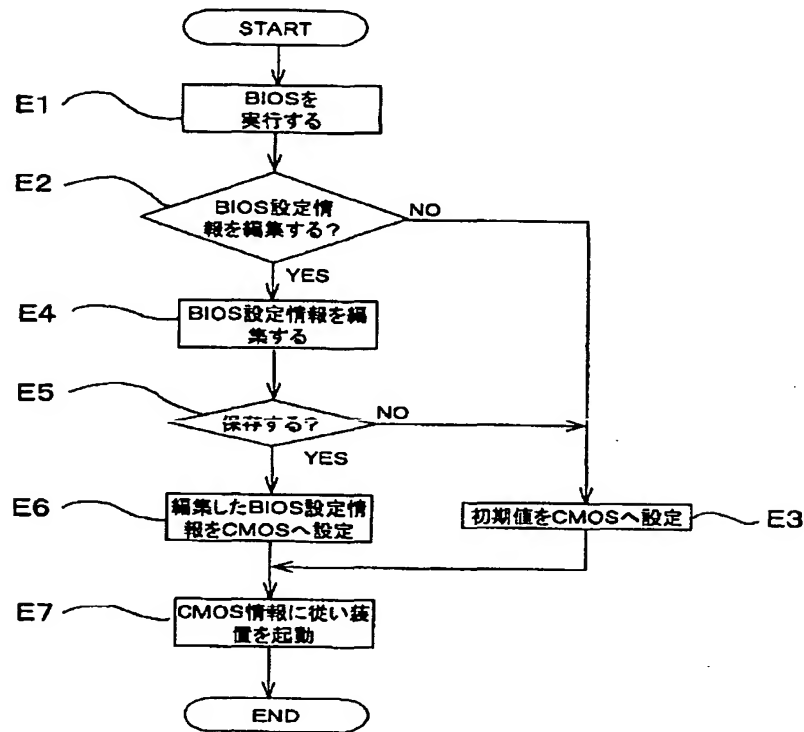 START
E1
BIOSを
実行する
E2
BIOS設定情
報を編集する?
NO
YES
E4
BIOS設定情報を編
集する
E5
保存する?
NO
YES
E6
編集したBIOS設定情
報をCMOSへ設定
初期値をCMOSへ設定
E3
E7
CMOS情報に従い装
置を起動
END